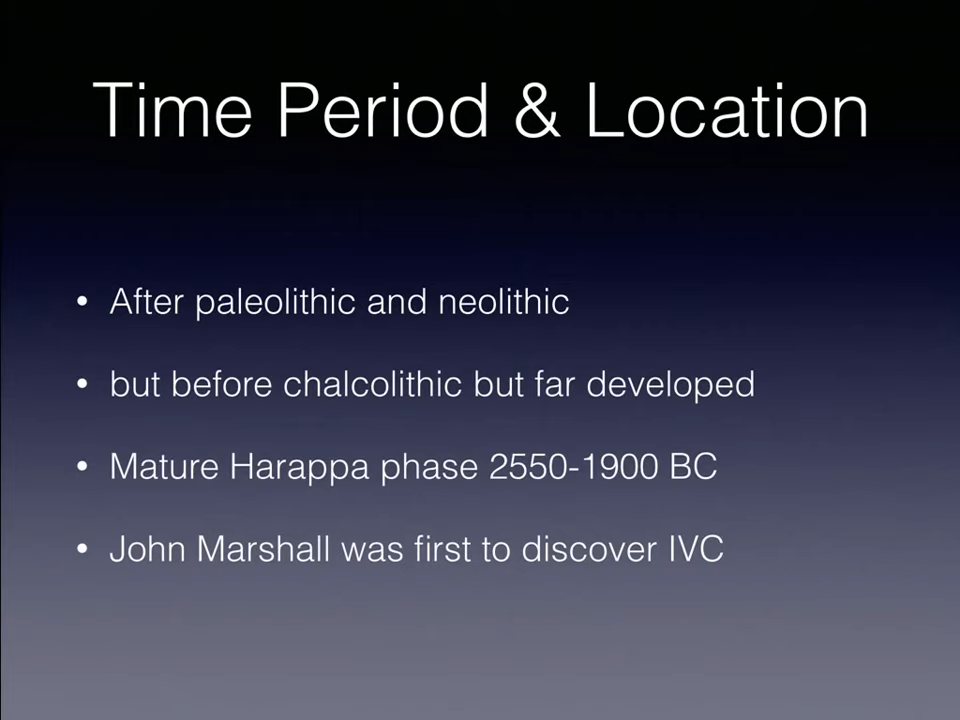 Time Period & Location
• After paleolithic and neolithic
• but before chalcolithic but far developed
• Mature Harappa phase 2550-1900 BC
• John Marshall was first to discover IVC